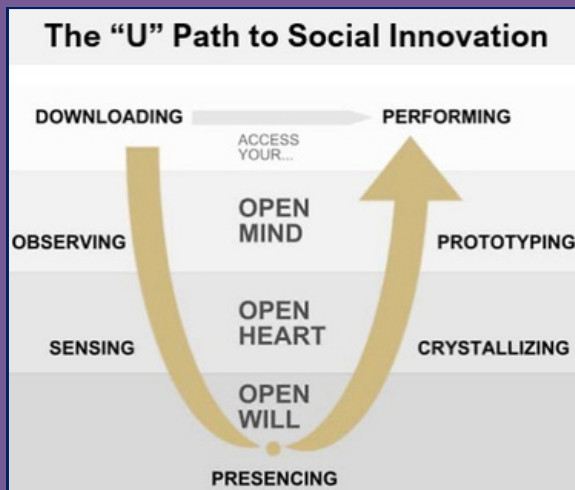 The “U” Path to Social Innovation
DOWNLOADING
PERFORMING
ACCESS
YOUR...
OPEN
MIND
OBSERVING
PROTOTYPING
OPEN
HEART
SENSING
CRYSTALLIZING
OPEN
WILL
PRESENCING